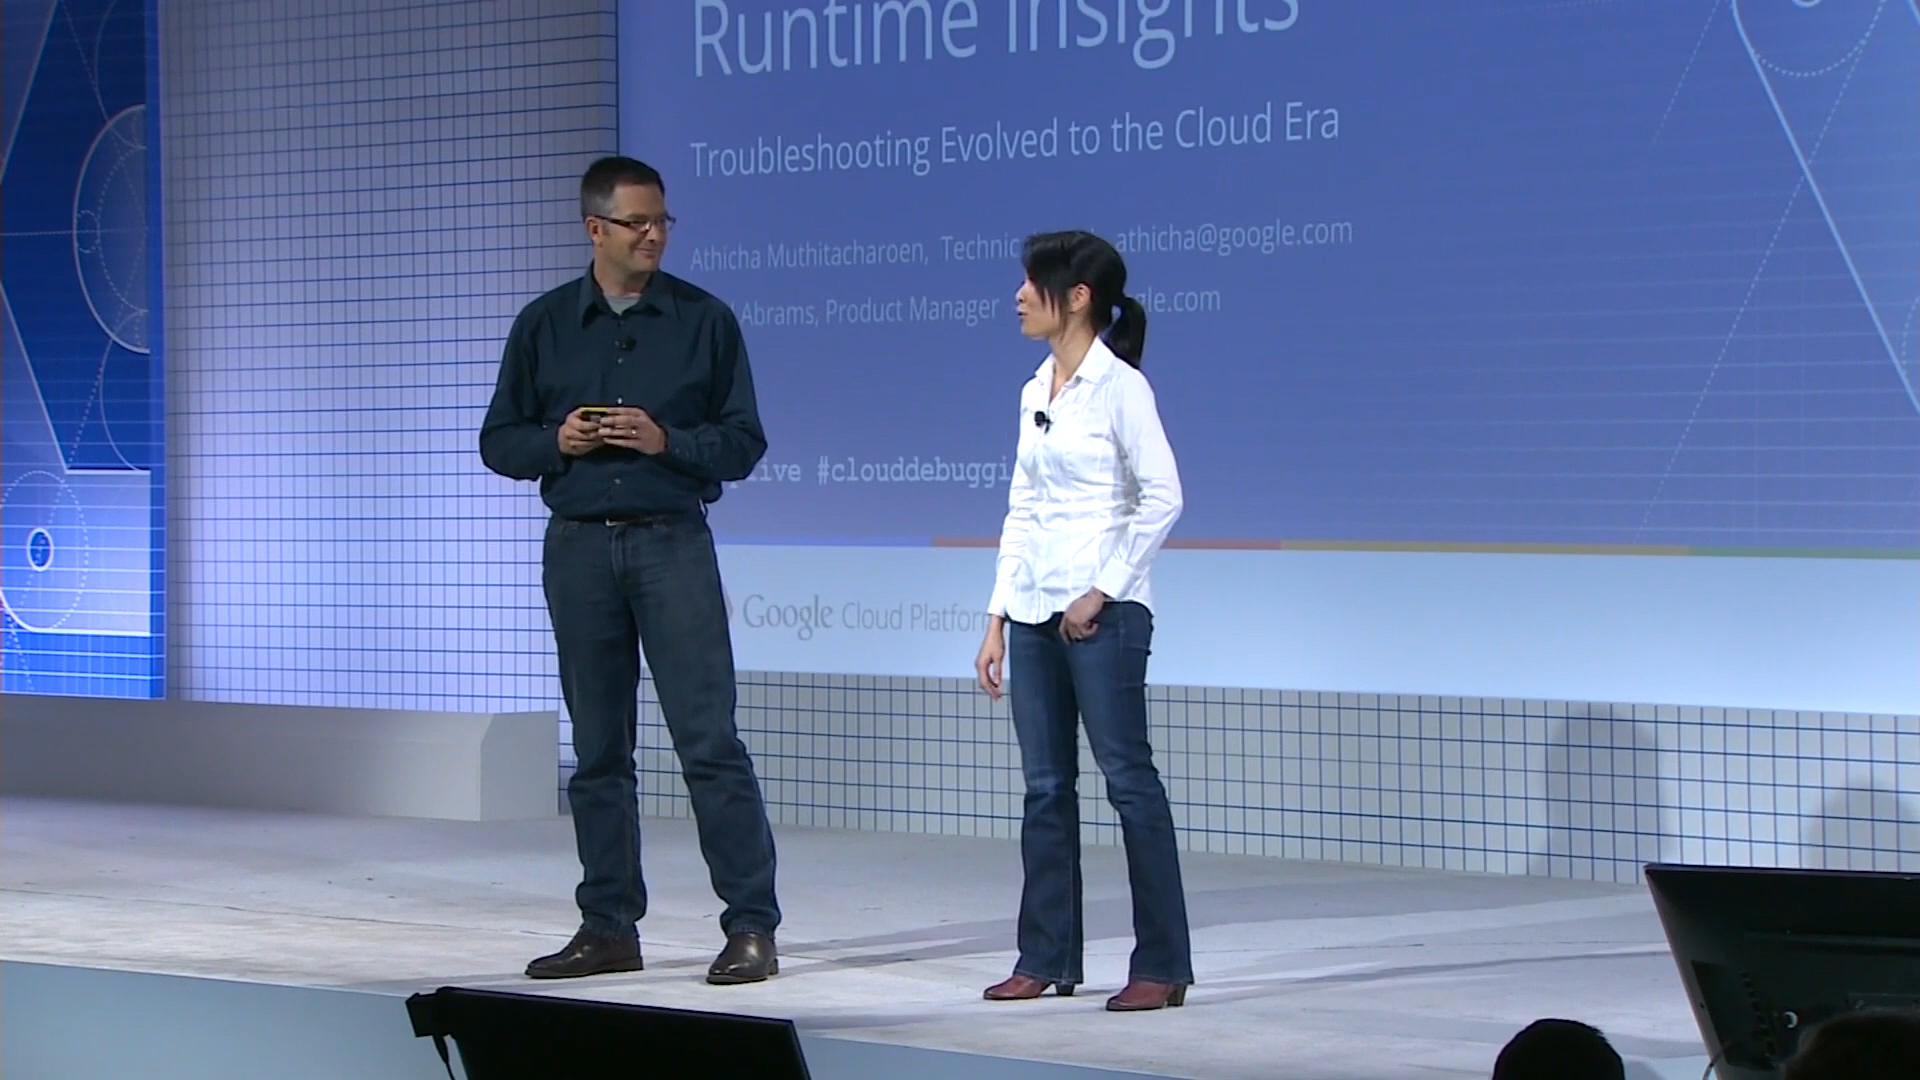 Runtime Insights
Troubleshooting Evolved to the Cloud Era
Athicha Muthitacharoen, Technic athicha@google.com
Abrams, Product Manager gle.com
live #clouddebuggi
Google Cloud Platform